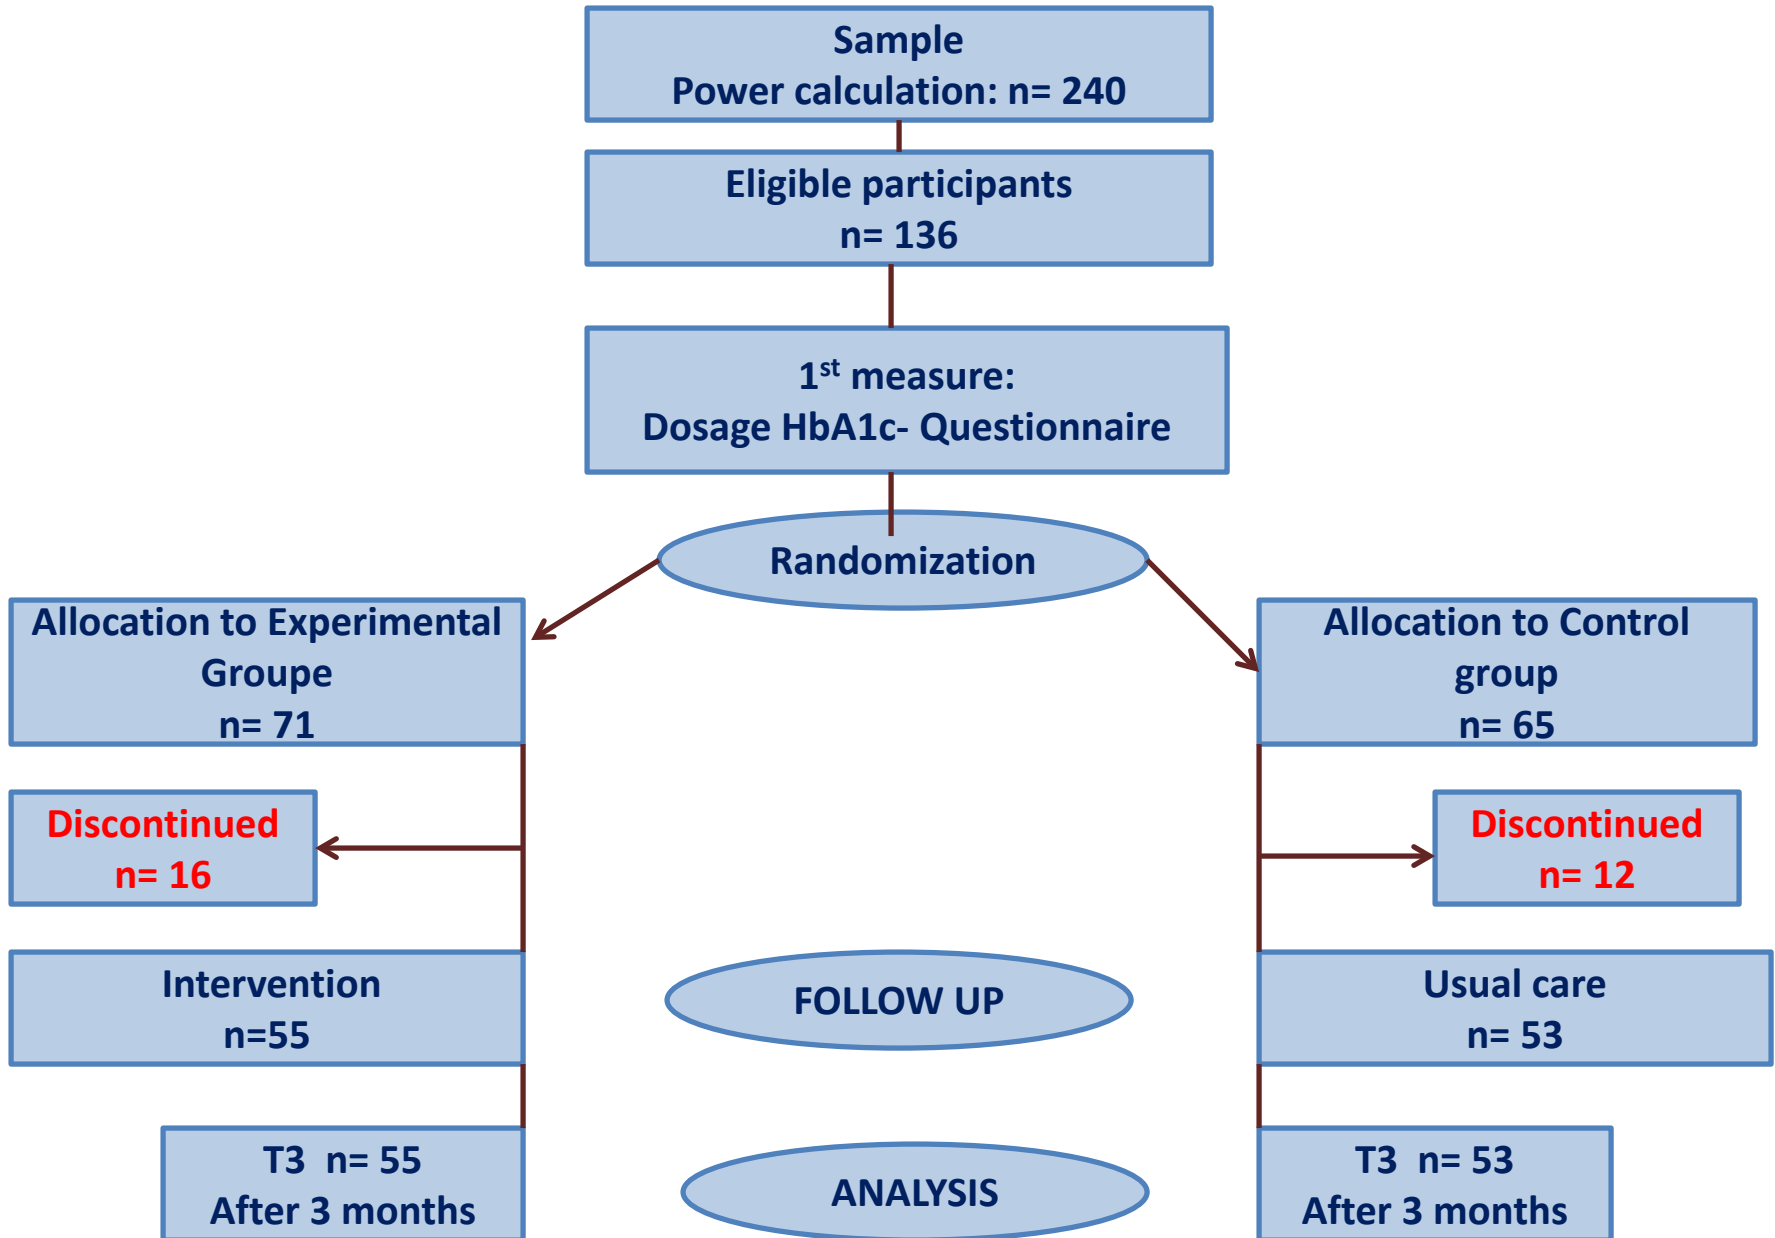 Sample
Power calculation: n= 240
Eligible participants
n= 136
1st measure:
Dosage HbA1c- Questionnaire
Randomization
Allocation to Experimental
Groupe
n= 71
Allocation to Control
group
n= 65
Discontinued
n= 16
Discontinued
n= 12
Intervention
n=55
FOLLOW UP
Usual care
n= 53
T3  n= 55
After 3 months
ANALYSIS
T3  n= 53
After 3 months